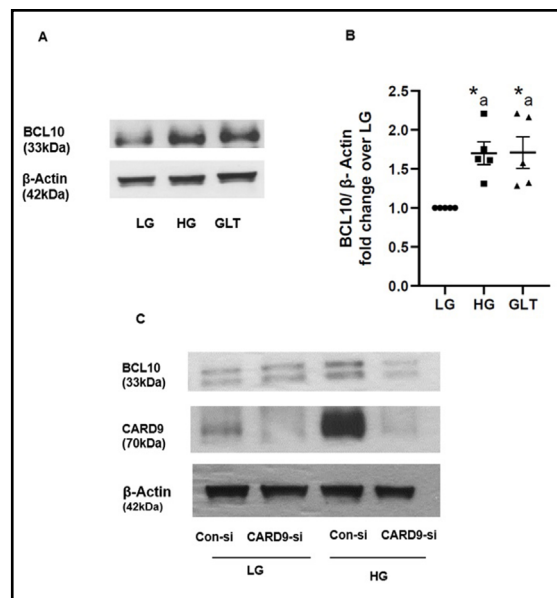 A
BCL10
(33kDa)
β-Actin
(42kDa)
LG HG GLT
B
BCL10/ β- Actin
fold change over LG
2.5
2.0
1.5
1.0
0.5
0.0
*a *a
LG HG GLT
C
BCL10
(33kDa)
CARD9
(70kDa)
β-Actin
(42kDa)
Con-si CARD9-si Con-si CARD9-si
LG HG